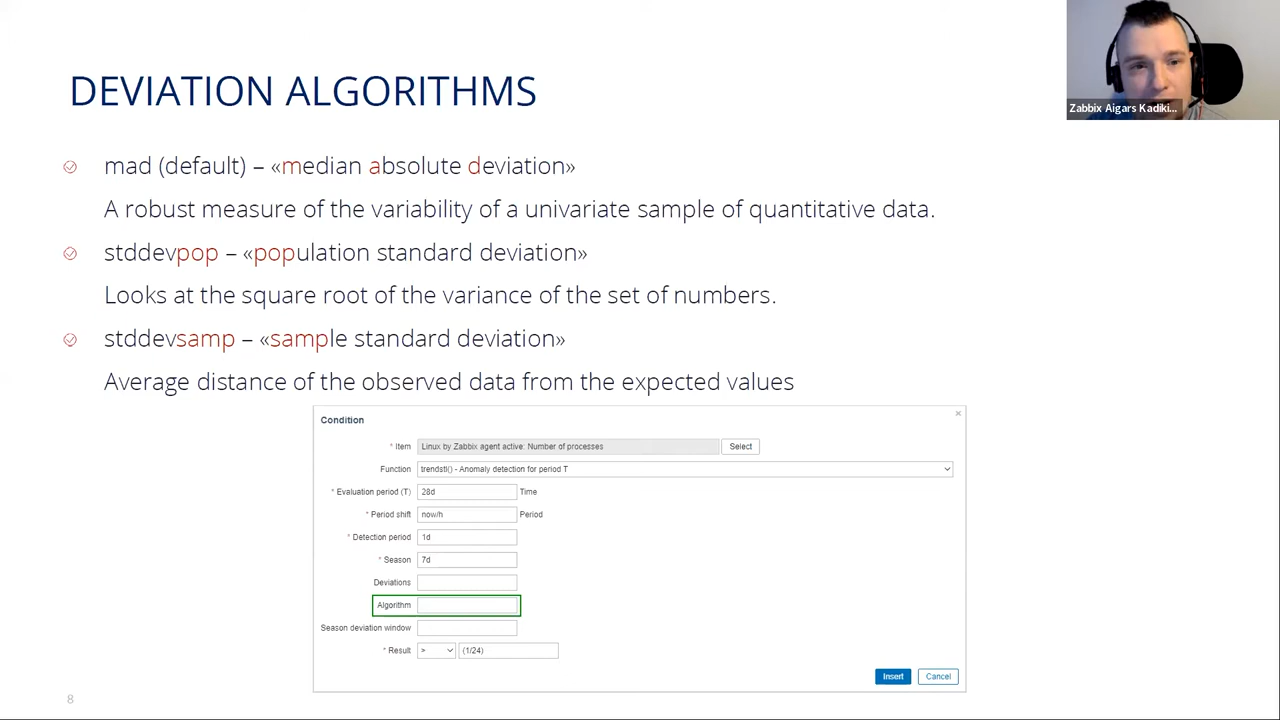 Zabbix Aigars Kadiki...
DEVIATION ALGORITHMS
mad (default) – «median absolute deviation»
A robust measure of the variability of a univariate sample of quantitative data.
stddevpop – «population standard deviation»
Looks at the square root of the variance of the set of numbers.
stddevsamp – «sample standard deviation»
Average distance of the observed data from the expected values
Condition ×
* Item Linux by Zabbix agent active: Number of processes Select
Function trendstl() - Anomaly detection for period T
* Evaluation period (T) 28d Time
* Period shift now/h Period
* Detection period 1d
* Season 7d
Deviations
Algorithm
Season deviation window
* Result > (1/24)
Insert Cancel
8